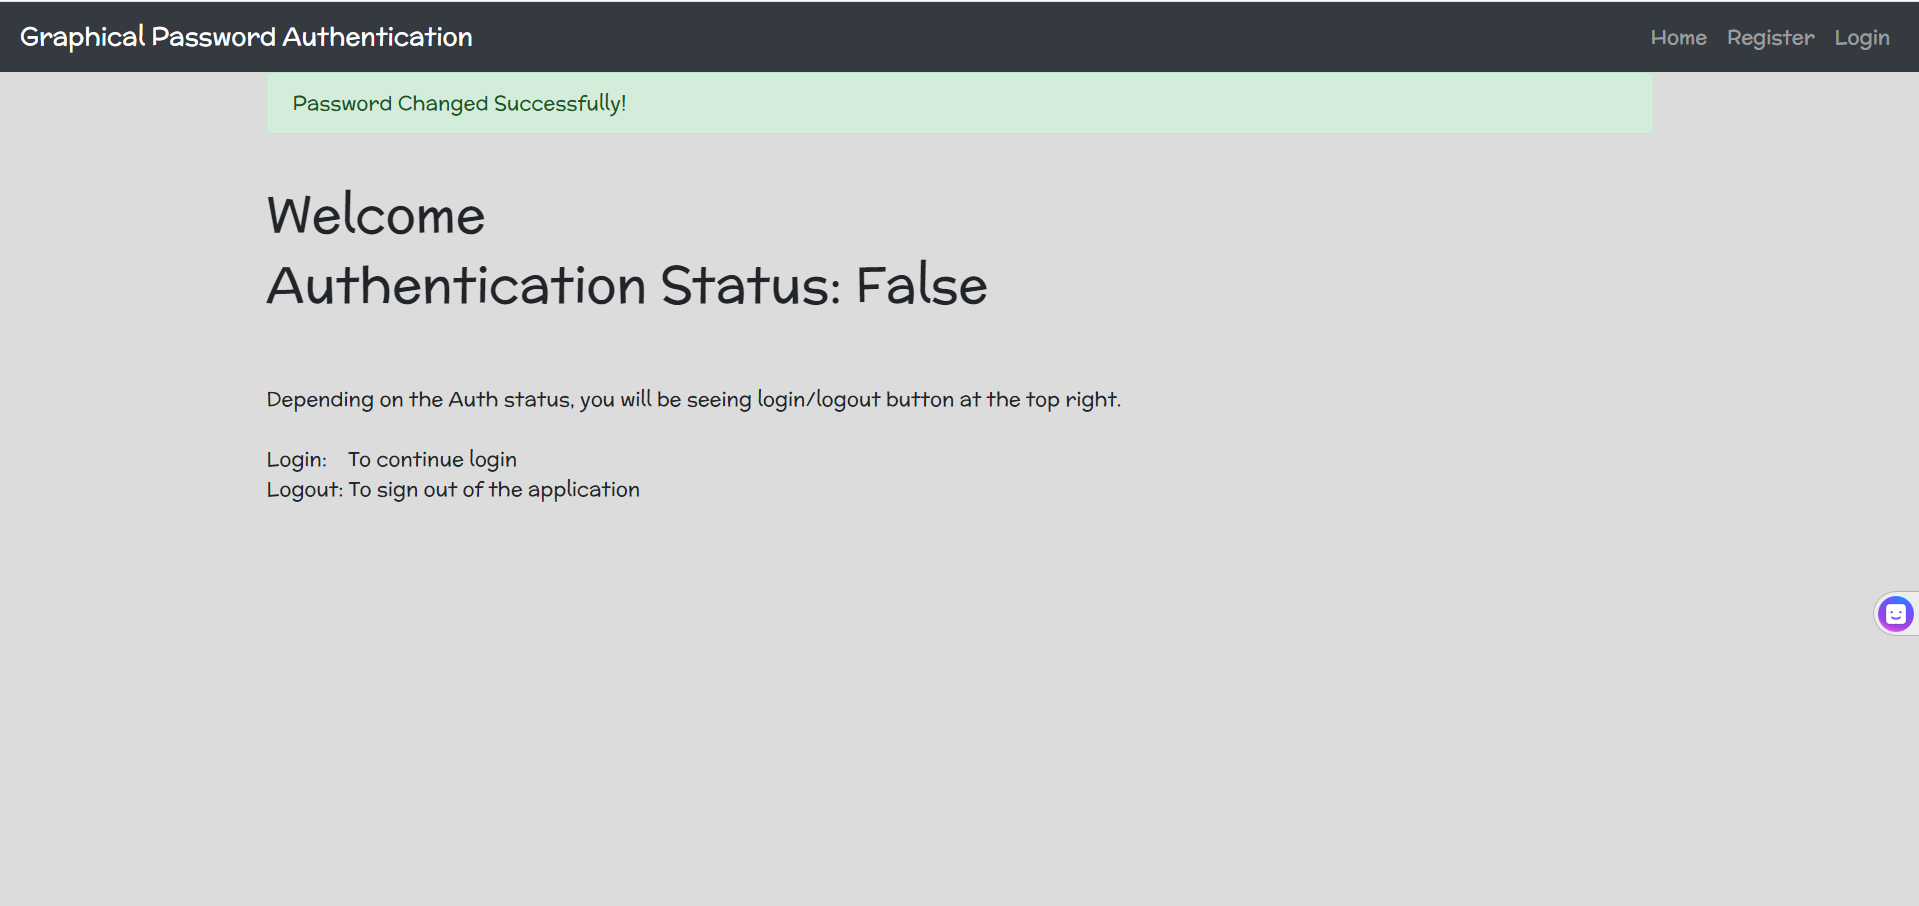 Graphical Password Authentication
Home Register Login
Password Changed Successfully!
Welcome
Authentication Status: False
Depending on the Auth status, you will be seeing login/logout button at the top right.
Login: To continue login
Logout: To sign out of the application